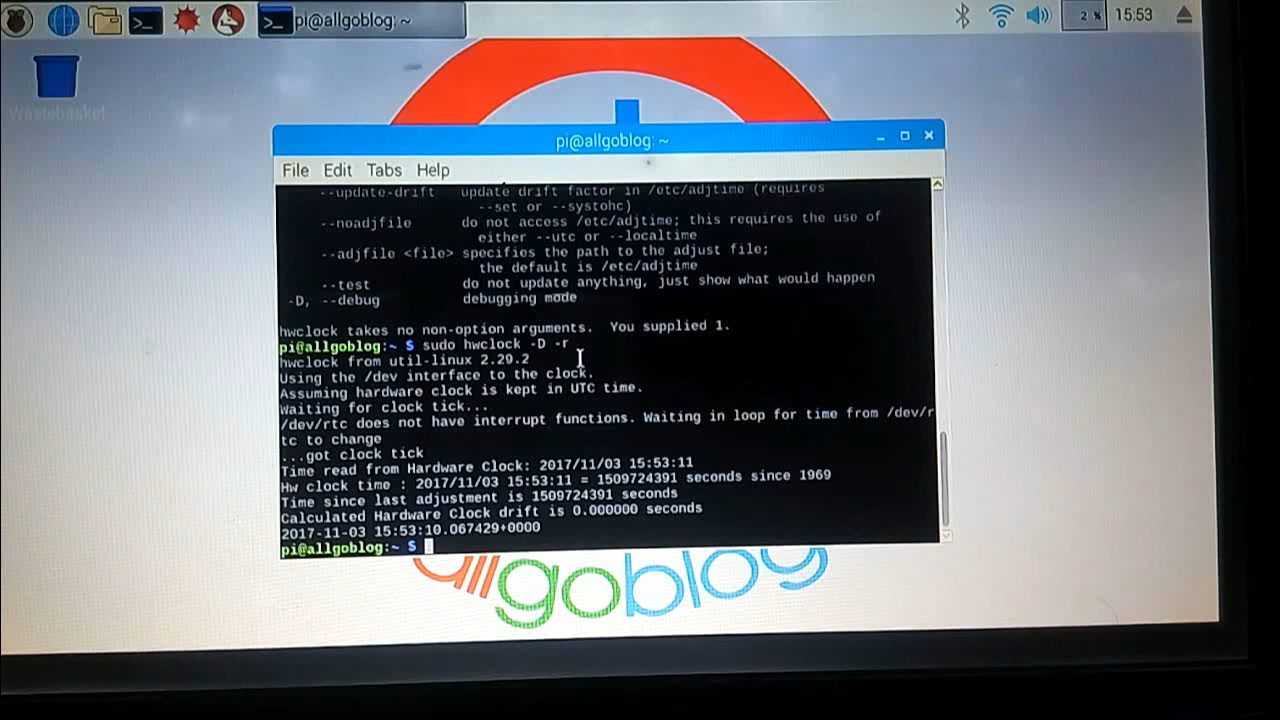 pi@allgoblog: ~
2 %
15:53
Wastebasket
pi@allgoblog: ~
File Edit Tabs Help
--update-drift update drift factor in /etc/adjtime (requires
--set or --systohc)
--noadjfile do not access /etc/adjtime; this requires the use of
either --utc or --localtime
--adjfile <file> specifies the path to the adjust file;
the default is /etc/adjtime
--test do not update anything, just show what would happen
-D, --debug debugging mode
hwclock takes no non-option arguments. You supplied 1.
pi@allgoblog:~ $ sudo hwclock -D -r
hwclock from util-linux 2.29.2
Using the /dev interface to the clock.
Assuming hardware clock is kept in UTC time.
Waiting for clock tick...
/dev/rtc does not have interrupt functions. Waiting in loop for time from /dev/r
tc to change
...got clock tick
Time read from Hardware Clock: 2017/11/03 15:53:11
Hw clock time : 2017/11/03 15:53:11 = 1509724391 seconds since 1969
Time since last adjustment is 1509724391 seconds
Calculated Hardware Clock drift is 0.000000 seconds
2017-11-03 15:53:10.067429+0000
pi@allgoblog:~ $
allgoblog